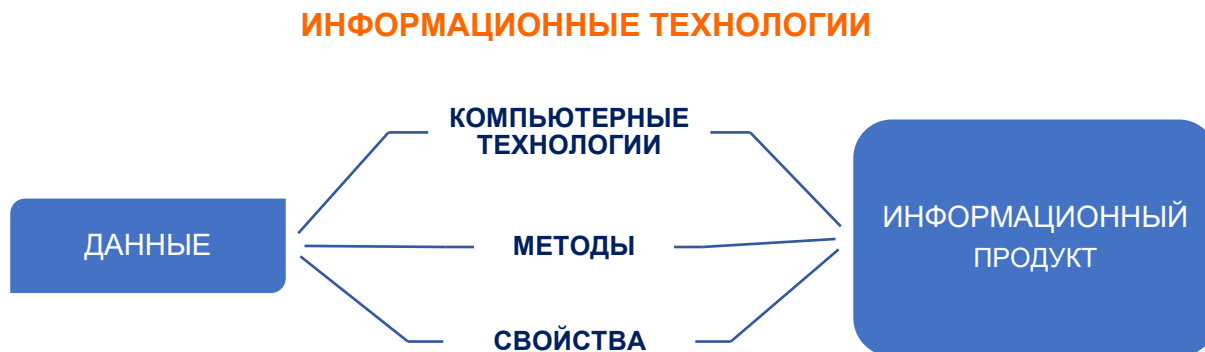 ИНФОРМАЦИОННЫЕ ТЕХНОЛОГИИ
КОМПЬЮТЕРНЫЕ
ТЕХНОЛОГИИ
ДАННЫЕ
МЕТОДЫ
ИНФОРМАЦИОННЫЙ
ПРОДУКТ
СВОЙСТВА